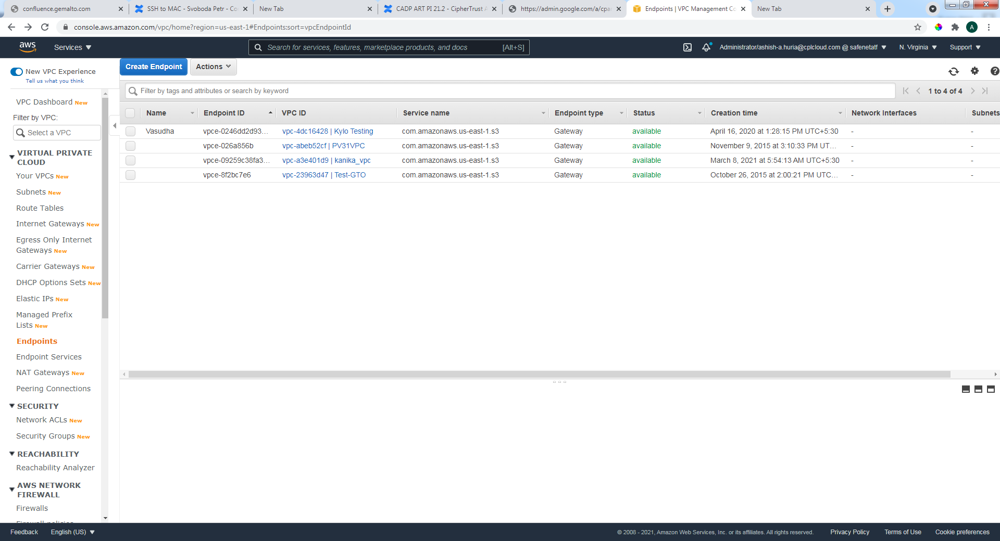 confluence.gemalto.com
SSH to MAC - Svoboda Petr - Co
New Tab
CADP ART PI 21.2 - CipherTrust A
https://admin.google.com/a/cpa
Endpoints | VPC Management Co
New Tab
console.aws.amazon.com/vpc/home?region=us-east-1#Endpoints:sort=vpcEndpointId
A
aws
Services
Search for services, features, marketplace products, and docs
[Alt+S]
Administrator/ashish-a.huria@cplcloud.com @ safenetatf
N. Virginia
Support
New VPC Experience
Tell us what you think
Create Endpoint
Actions
Filter by tags and attributes or search by keyword
1 to 4 of 4
VPC Dashboard New
Filter by VPC:
Select a VPC
VIRTUAL PRIVATE
CLOUD
Your VPCs New
Subnets New
Route Tables
Internet Gateways New
Egress Only Internet
Gateways New
Carrier Gateways New
DHCP Options Sets New
Elastic IPs New
Managed Prefix
Lists New
Endpoints
Endpoint Services
NAT Gateways New
Peering Connections
SECURITY
Network ACLs New
Security Groups New
REACHABILITY
Reachability Analyzer
AWS NETWORK
FIREWALL
Firewalls
Firewall policies
Name Endpoint ID VPC ID Service name Endpoint type Status Creation time Network Interfaces Subnets
Vasudha vpce-0246dd2d93... vpc-4dc16428 | Kylo Testing com.amazonaws.us-east-1.s3 Gateway available April 16, 2020 at 1:28:15 PM UTC+5:30 - -
vpce-026a856b vpc-abeb52cf | PV31VPC com.amazonaws.us-east-1.s3 Gateway available November 9, 2015 at 3:10:33 PM UT... - -
vpce-09259c38fa3... vpc-a3e401d9 | kanika_vpc com.amazonaws.us-east-1.s3 Gateway available March 8, 2021 at 5:54:13 AM UTC+5:30 - -
vpce-8f2bc7e6 vpc-23963d47 | Test-GTO com.amazonaws.us-east-1.s3 Gateway available October 26, 2015 at 2:00:21 PM UTC... - -
Feedback
English (US)
© 2008 - 2021, Amazon Web Services, Inc. or its affiliates. All rights reserved.
Privacy Policy
Terms of Use
Cookie preferences